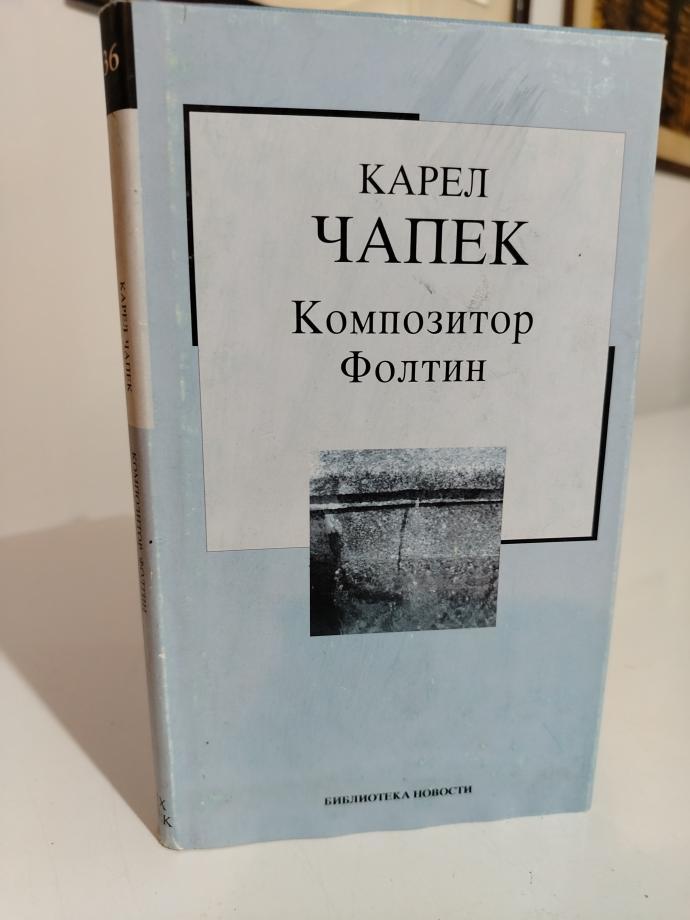 КАРЕЛ
ЧАПЕК
Композитор
Фолтин
БИБЛИОТЕКА НОВОСТИ
36
КАРЕЛ ЧАПЕК
КОМПОЗИТОР ФОЛТИН